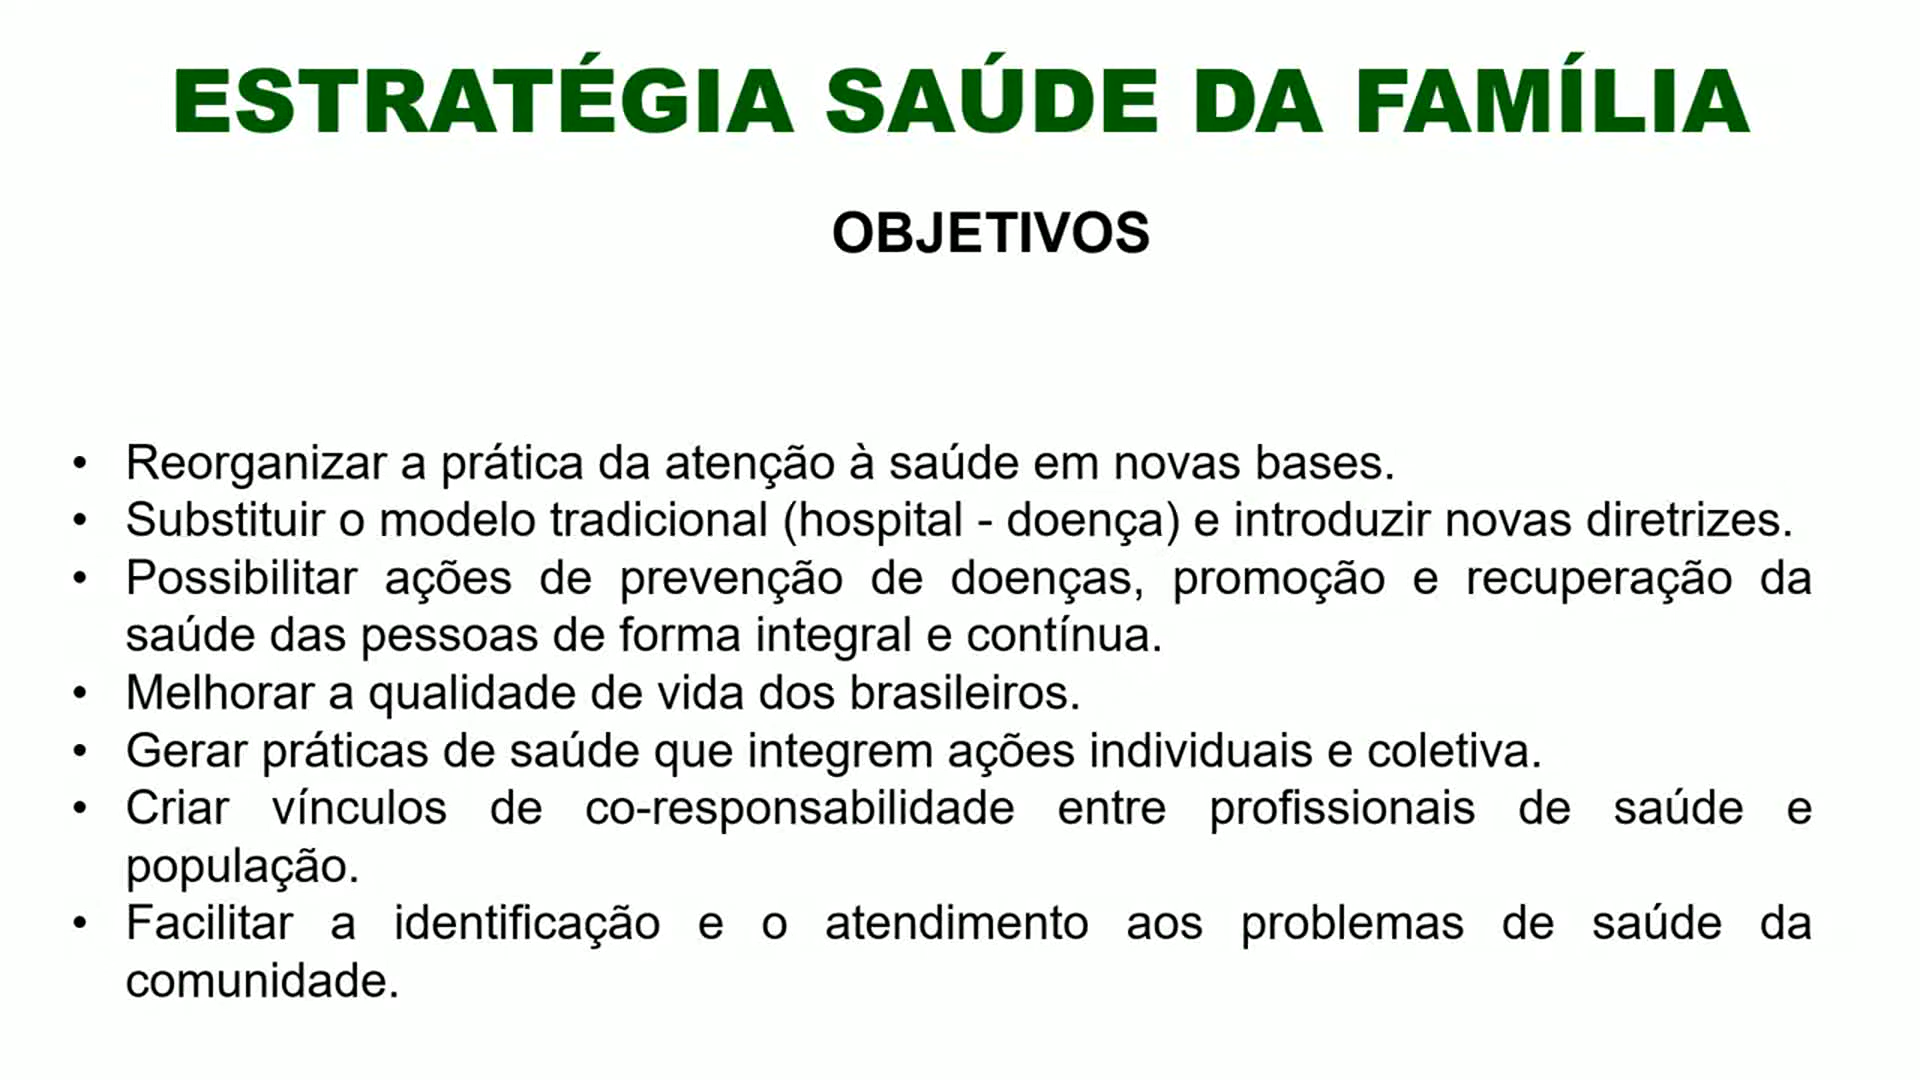 ESTRATÉGIA SAÚDE DA FAMÍLIA
OBJETIVOS
• Reorganizar a prática da atenção à saúde em novas bases.
• Substituir o modelo tradicional (hospital - doença) e introduzir novas diretrizes.
• Possibilitar ações de prevenção de doenças, promoção e recuperação da
saúde das pessoas de forma integral e contínua.
• Melhorar a qualidade de vida dos brasileiros.
• Gerar práticas de saúde que integrem ações individuais e coletiva.
• Criar vínculos de co-responsabilidade entre profissionais de saúde e
população.
• Facilitar a identificação e o atendimento aos problemas de saúde da
comunidade.